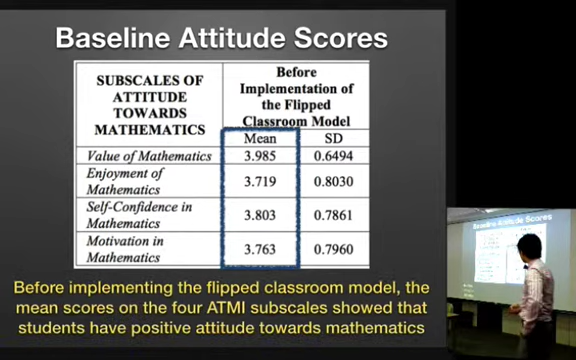 Baseline Attitude Scores
SUBSCALES OF
ATTITUDE
TOWARDS
MATHEMATICS
Before
Implementation of
the Flipped
Classroom Model
Mean SD
Value of Mathematics 3.985 0.6494
Enjoyment of
Mathematics 3.719 0.8030
Self-Confidence in
Mathematics 3.803 0.7861
Motivation in
Mathematics 3.763 0.7960
Before implementing the flipped classroom model, the
mean scores on the four ATMI subscales showed that
students have positive attitude towards mathematics
Baseline Attitude Scores